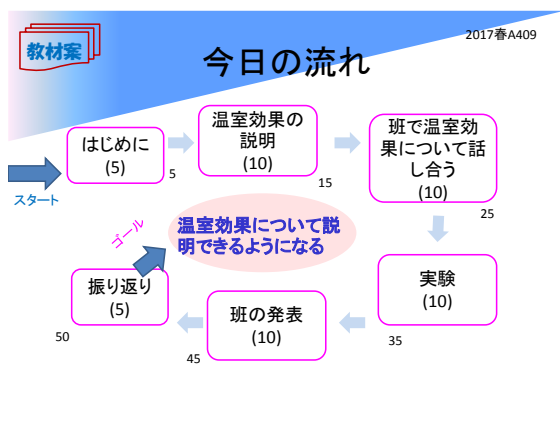 2017春A409
教材案
今日の流れ
スタート
はじめに
(5)
5
温室効果の
説明
(10)
15
班で温室効
果について話
し合う
(10)
25
実験
(10)
35
班の発表
(10)
45
振り返り
(5)
50
ゴール
温室効果について説
明できるようになる